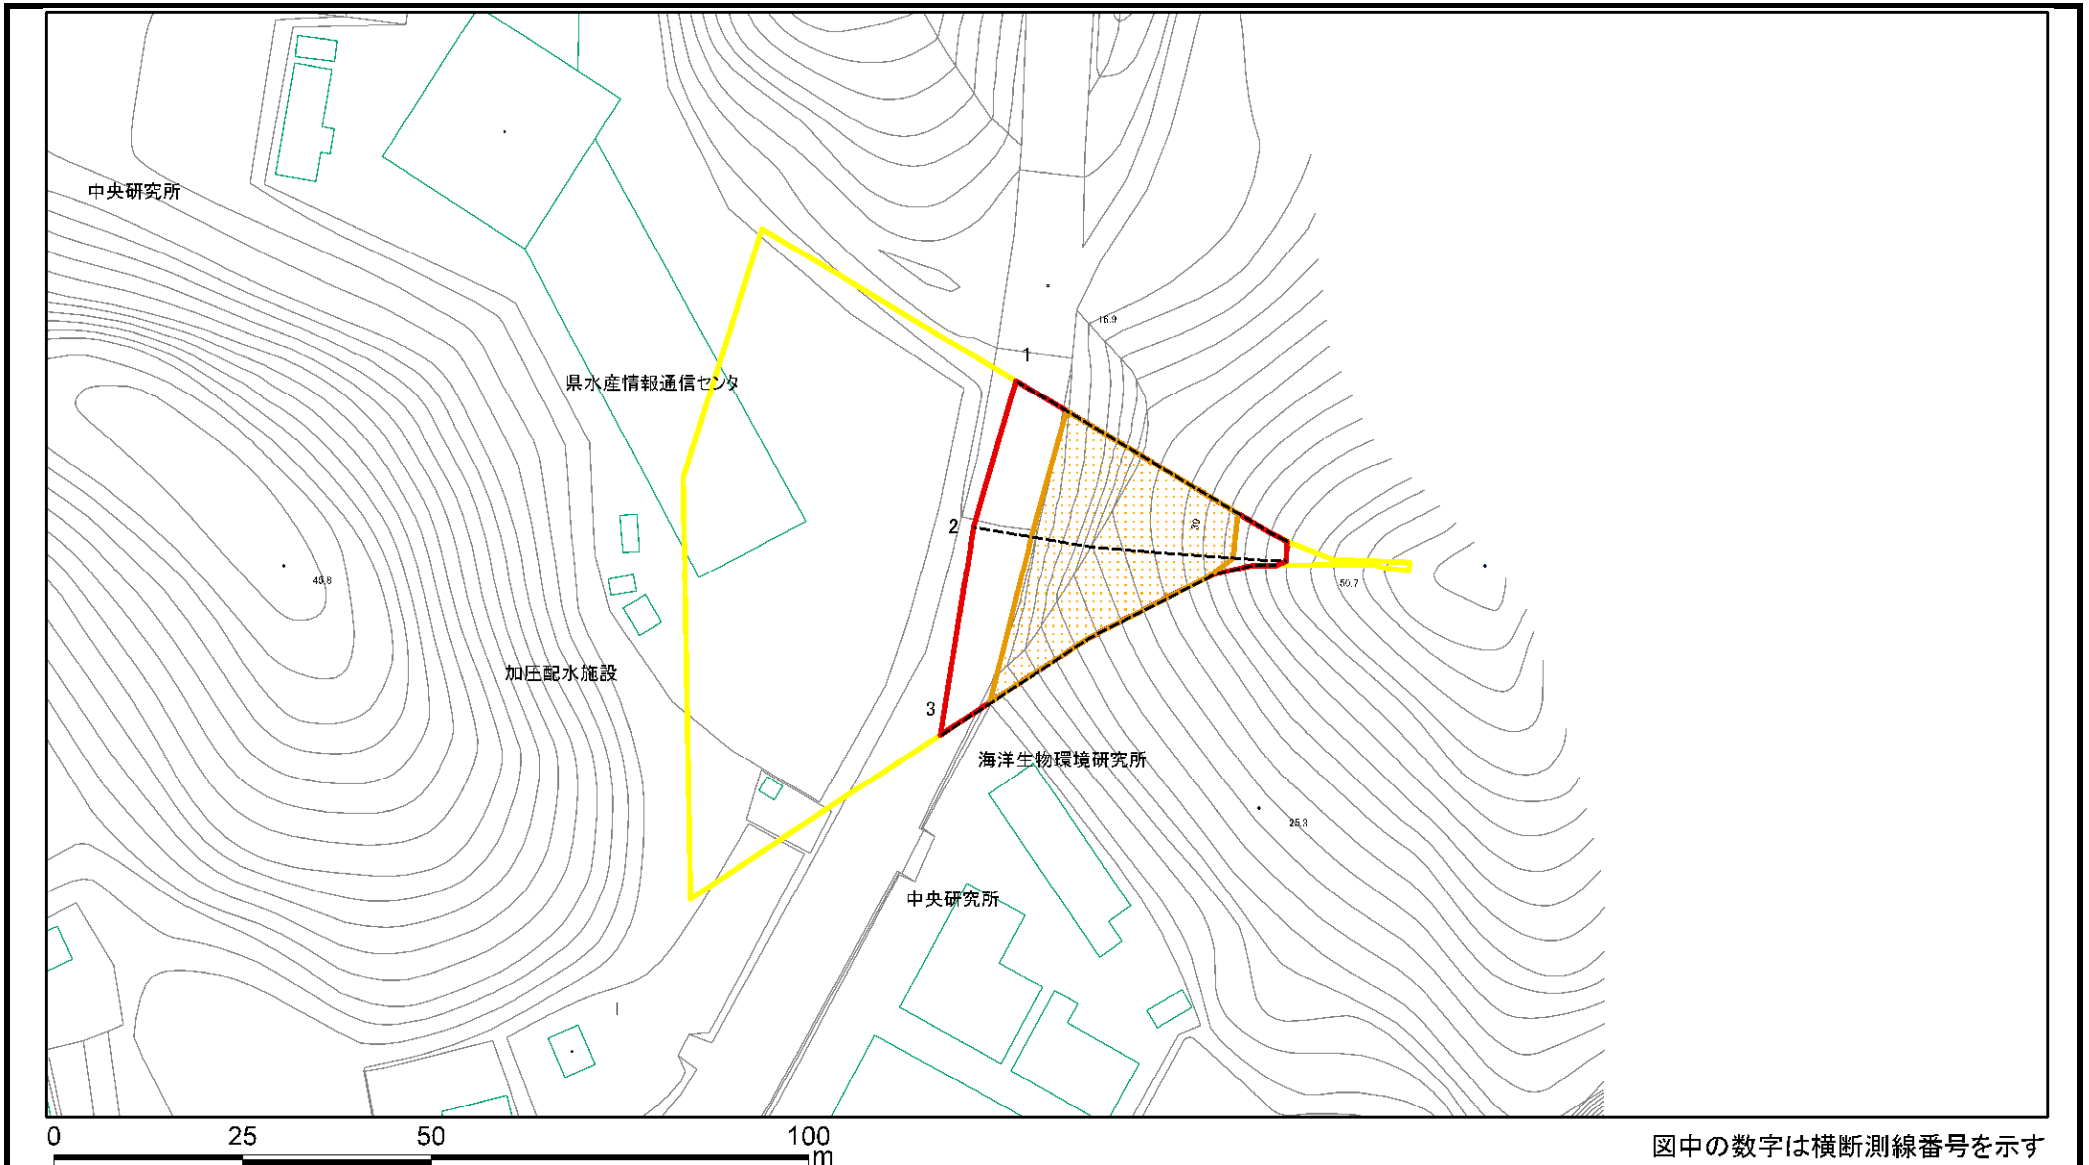 中央研究所
16.9
1
県水産情報通信センタ
39
2
45.8
50.7
加圧配水施設
3
海洋生物環境研究所
25.3
中央研究所
0 25 50 100
m
図中の数字は横断測線番号を示す